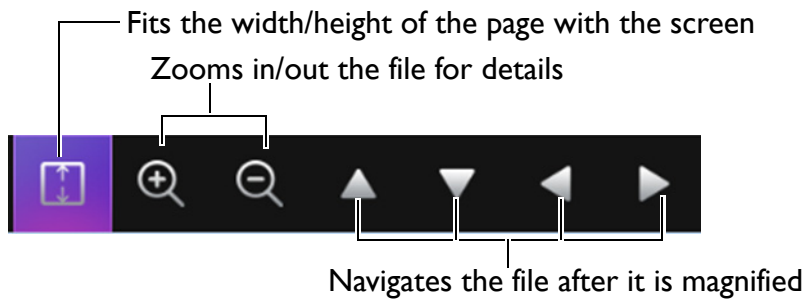 Fits the width/height of the page with the screen
Zooms in/out the file for details
Navigates the file after it is magnified